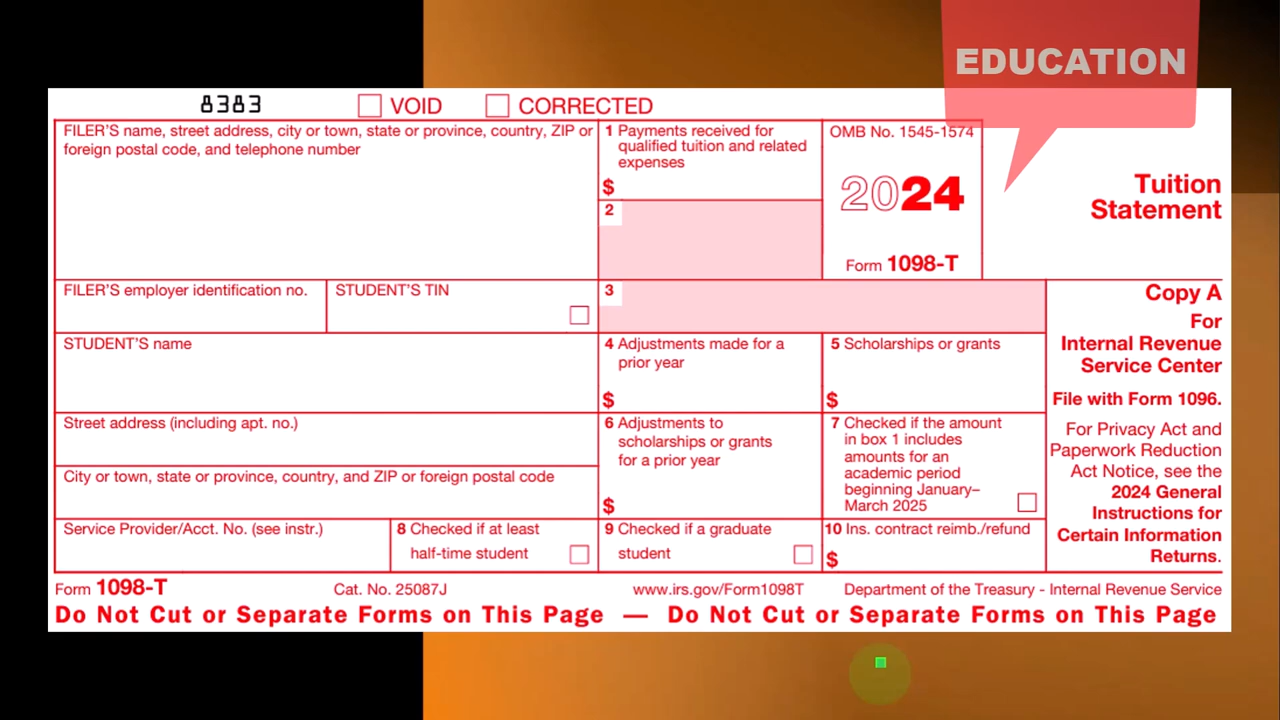 EDUCATION
8383
VOID
CORRECTED
FILER'S name, street address, city or town, state or province, country, ZIP or
foreign postal code, and telephone number
1 Payments received for
qualified tuition and related
expenses
$
2
OMB No. 1545-1574
2024
Form 1098-T
Tuition
Statement
FILER'S employer identification no.
STUDENT'S TIN
3
Copy A
For
Internal Revenue
Service Center
File with Form 1096.
For Privacy Act and
Paperwork Reduction
Act Notice, see the
2024 General
Instructions for
Certain Information
Returns.
STUDENT'S name
4 Adjustments made for a
prior year
$
5 Scholarships or grants
$
Street address (including apt. no.)
6 Adjustments to
scholarships or grants
for a prior year
$
7 Checked if the amount
in box 1 includes
amounts for an
academic period
beginning January–
March 2025
City or town, state or province, country, and ZIP or foreign postal code
Service Provider/Acct. No. (see instr.)
8 Checked if at least
half-time student
9 Checked if a graduate
student
10 Ins. contract reimb./refund
$
Form 1098-T
Cat. No. 25087J
www.irs.gov/Form1098T
Department of the Treasury - Internal Revenue Service
Do Not Cut or Separate Forms on This Page — Do Not Cut or Separate Forms on This Page